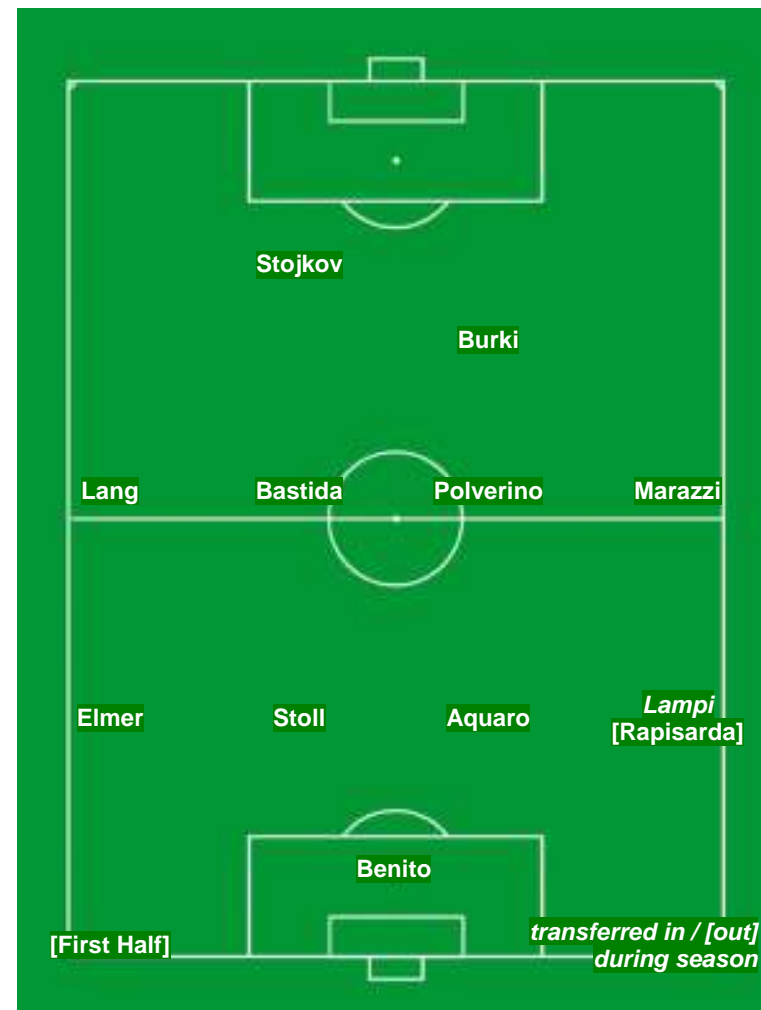 Stojkov
Burki
Lang Bastida Polverino Marazzi
Elmer Stoll Aquaro Lampi
[Rapisarda]
Benito
[First Half]
transferred in / [out]
during season